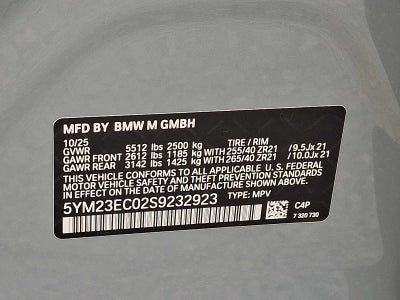 MFD BY BMW M GMBH
10/25 TIRE / RIM
GVWR 5512 lbs 2500 kg
GAWR FRONT 2612 lbs 1185 kg WITH 255/40 ZR21 / 9.5Jx 21
GAWR REAR 3142 lbs 1425 kg WITH 265/40 ZR21 / 10.0Jx 21
THIS VEHICLE CONFORMS TO ALL APPLICABLE U.S. FEDERAL
MOTOR VEHICLE SAFETY AND THEFT PREVENTION STANDARDS
IN EFFECT ON THE DATE OF MANUFACTURE SHOWN ABOVE.
5YM23EC02S9232923 TYPE: MPV C4P
7 320 730